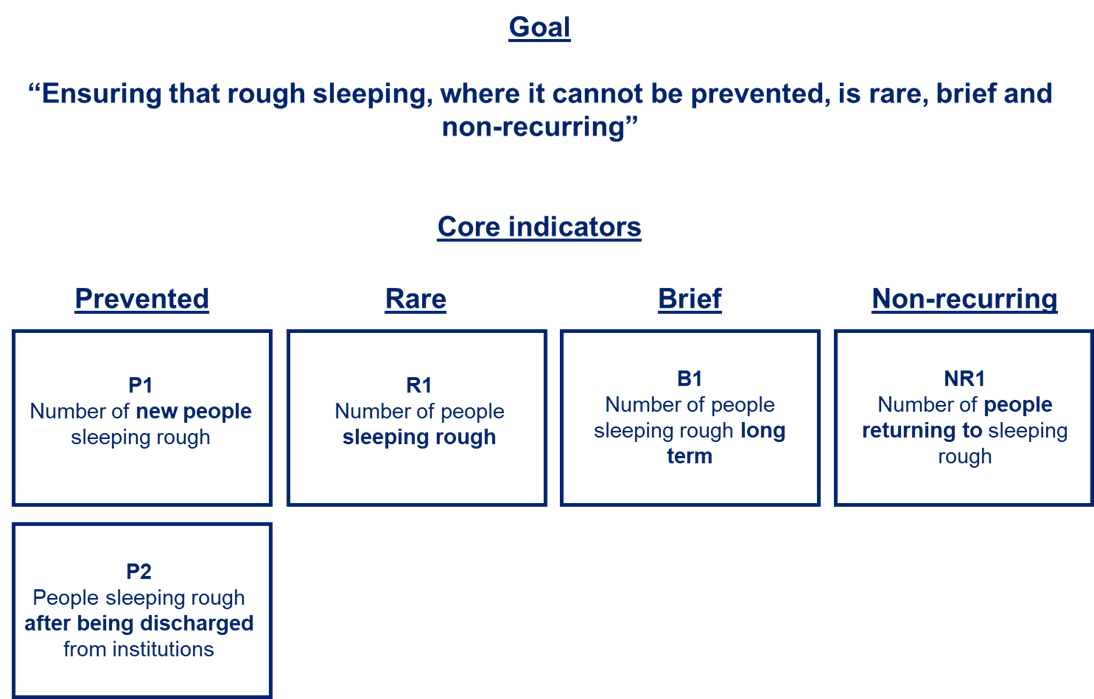 Goal
“Ensuring that rough sleeping, where it cannot be prevented, is rare, brief and
non-recurring”
Core indicators
Prevented
P1
Number of new people
sleeping rough
P2
People sleeping rough
after being discharged
from institutions
Rare
R1
Number of people
sleeping rough
Brief
B1
Number of people
sleeping rough long
term
Non-recurring
NR1
Number of people
returning to sleeping
rough